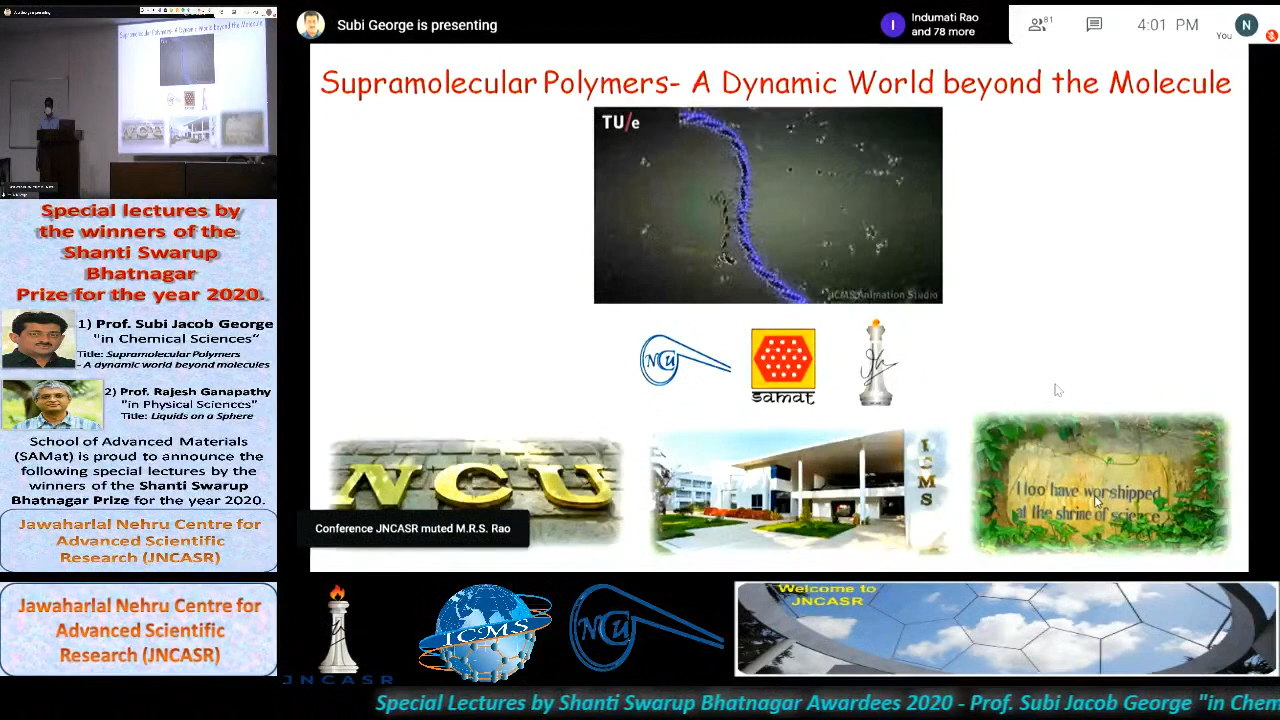 Subi George is presenting
Indumati Rao
and 78 more
81
4:01 PM
You
N
I
Supramolecular Polymers- A Dynamic World beyond the Molecule
TU/e
ICMS Animation Studio
NCU
samat
NCU
ICMS
I too have worshipped
at the shrine of science
Conference JNCASR muted M.R.S. Rao
Special lectures by
the winners of the
Shanti Swarup
Bhatnagar
Prize for the year 2020.
1) Prof. Subi Jacob George
"in Chemical Sciences“
Title: Supramolecular Polymers
- A dynamic world beyond molecules
2) Prof. Rajesh Ganapathy
"in Physical Sciences"
Title: Liquids on a Sphere
School of Advanced Materials
(SAMat) is proud to announce the
following special lectures by the
winners of the Shanti Swarup
Bhatnagar Prize for the year 2020.
Jawaharlal Nehru Centre for
Advanced Scientific
Research (JNCASR)
Jawaharlal Nehru Centre for
Advanced Scientific
Research (JNCASR)
JNCASR
ICMS
NCU
Welcome to
JNCASR
Special Lectures by Shanti Swarup Bhatnagar Awardees 2020 - Prof. Subi Jacob George "in Chem